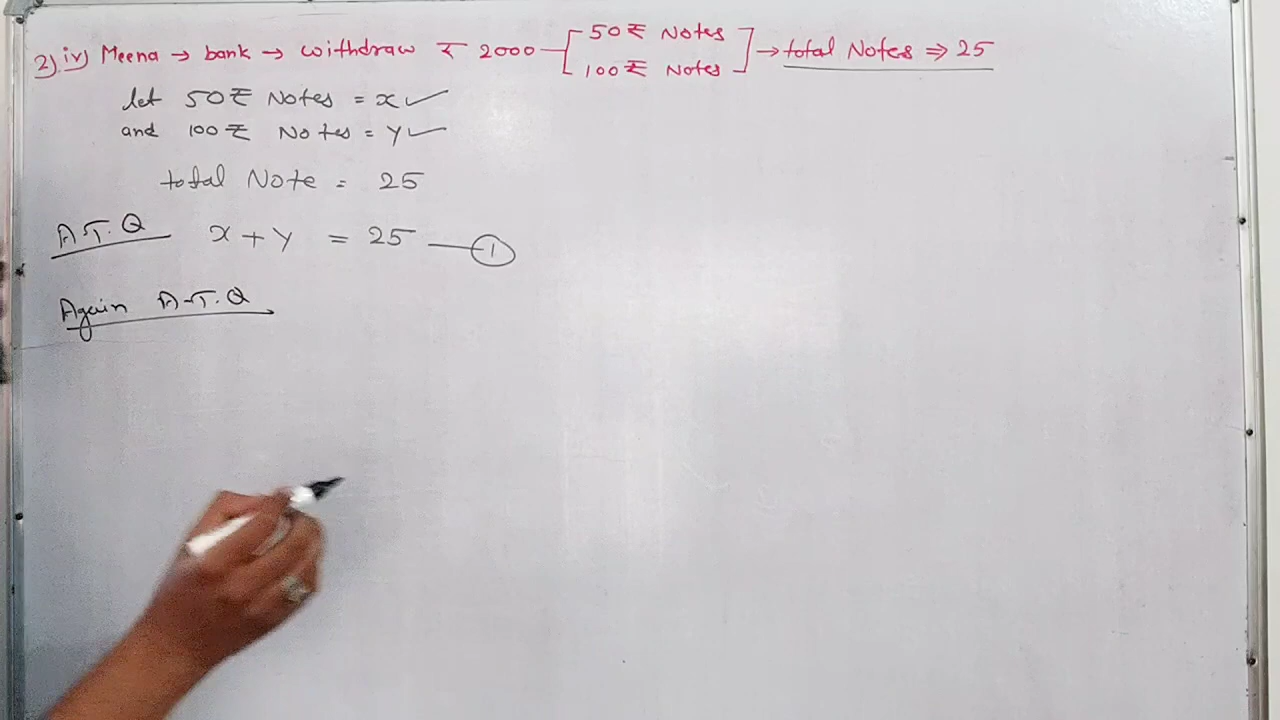 2) iv) Meena → bank → withdraw ₹ 2000 [ 50 ₹ Notes ] → total Notes ⇒ 25
100 ₹ Notes
let 50 ₹ Notes = x ✓
and 100 ₹ Notes = y ✓
total Note = 25
A.T.Q x + y = 25 — ①
Again A.T.Q